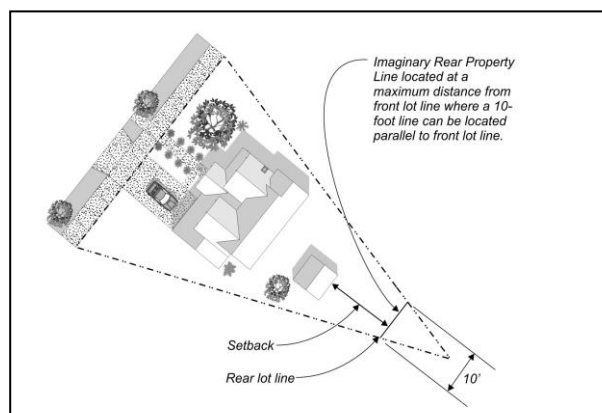 Imaginary Rear Property
Line located at a
maximum distance from
front lot line where a 10-
foot line can be located
parallel to front lot line.
Setback
Rear lot line
10'